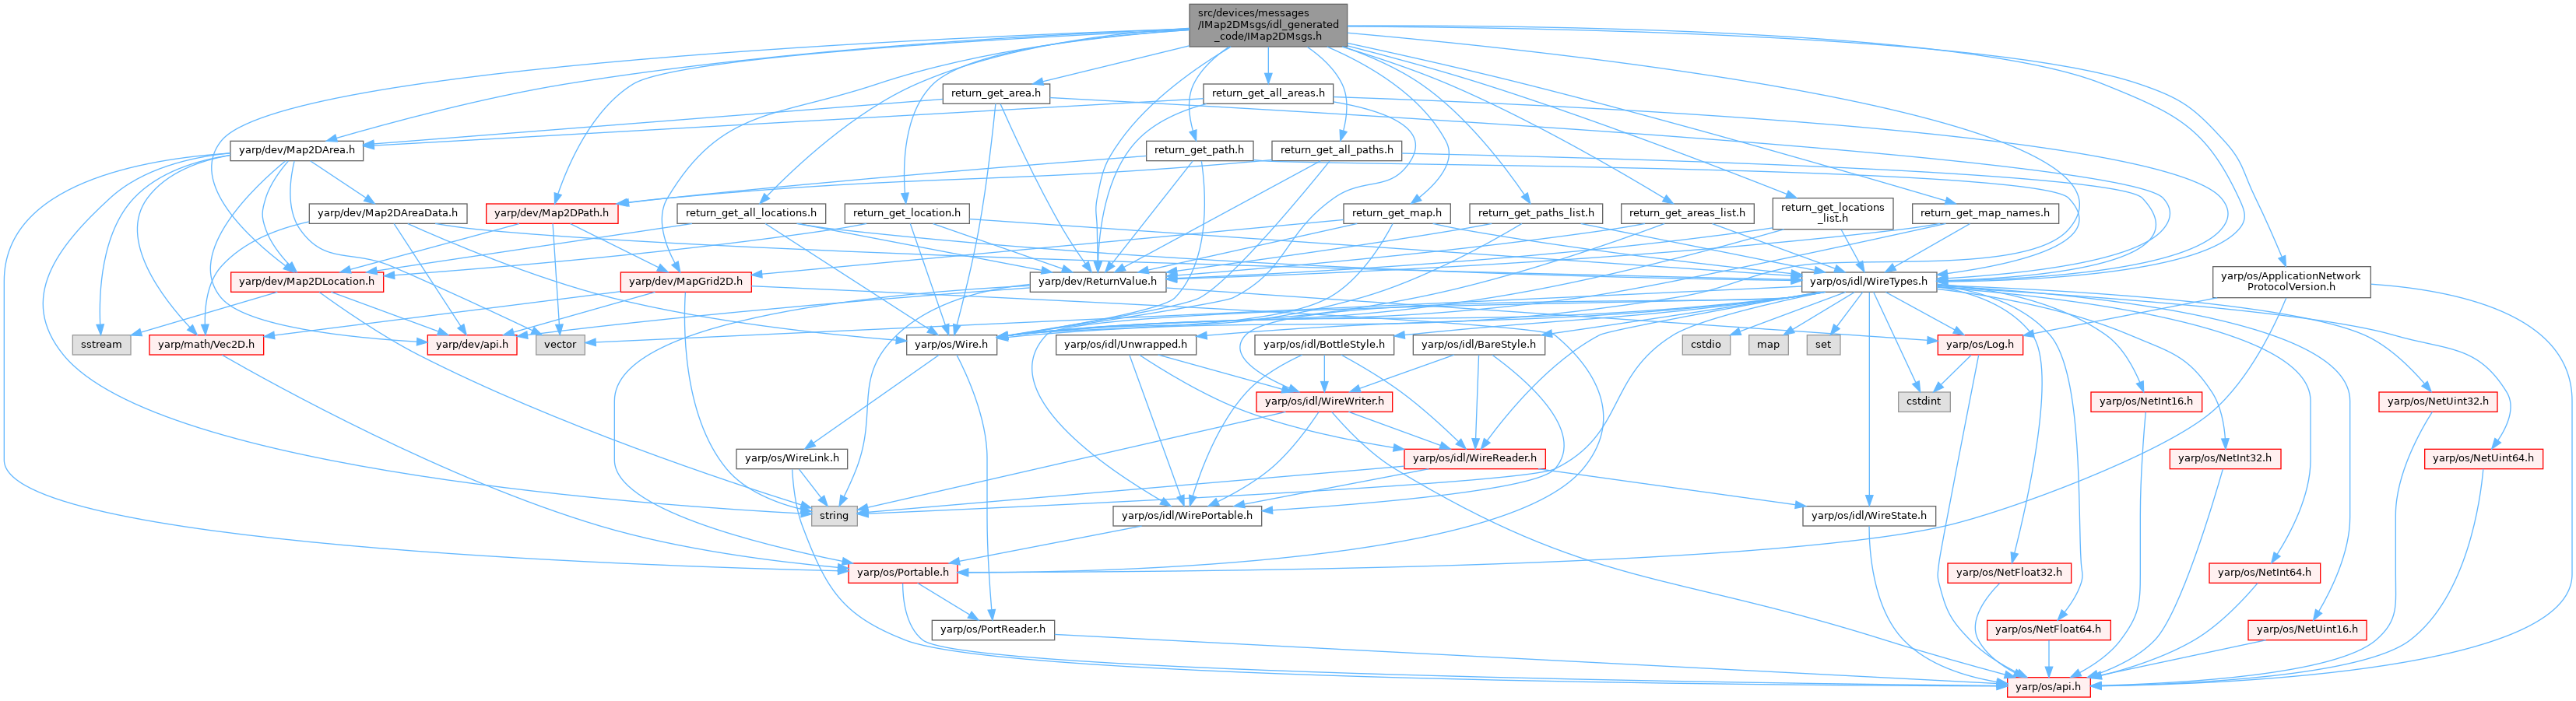 src/devices/messages
/IMap2DMsgs/idl_generated
_code/IMap2DMsgs.h
return_get_area.h
return_get_all_areas.h
yarp/dev/Map2DArea.h
return_get_path.h
return_get_all_paths.h
yarp/dev/Map2DAreaData.h
yarp/dev/Map2DPath.h
return_get_all_locations.h
return_get_location.h
return_get_map.h
return_get_paths_list.h
return_get_areas_list.h
return_get_locations
_list.h
return_get_map_names.h
yarp/dev/Map2DLocation.h
yarp/dev/MapGrid2D.h
yarp/dev/ReturnValue.h
yarp/os/idl/WireTypes.h
yarp/os/ApplicationNetwork
ProtocolVersion.h
sstream
yarp/math/Vec2D.h
yarp/dev/api.h
vector
yarp/os/Wire.h
yarp/os/idl/Unwrapped.h
yarp/os/idl/BottleStyle.h
yarp/os/idl/BareStyle.h
cstdio
map
set
yarp/os/Log.h
yarp/os/idl/WireWriter.h
cstdint
yarp/os/NetInt16.h
yarp/os/NetUint32.h
yarp/os/WireLink.h
yarp/os/idl/WireReader.h
yarp/os/NetInt32.h
yarp/os/NetUint64.h
string
yarp/os/idl/WirePortable.h
yarp/os/idl/WireState.h
yarp/os/Portable.h
yarp/os/NetFloat32.h
yarp/os/NetInt64.h
yarp/os/PortReader.h
yarp/os/NetFloat64.h
yarp/os/NetUint16.h
yarp/os/api.h